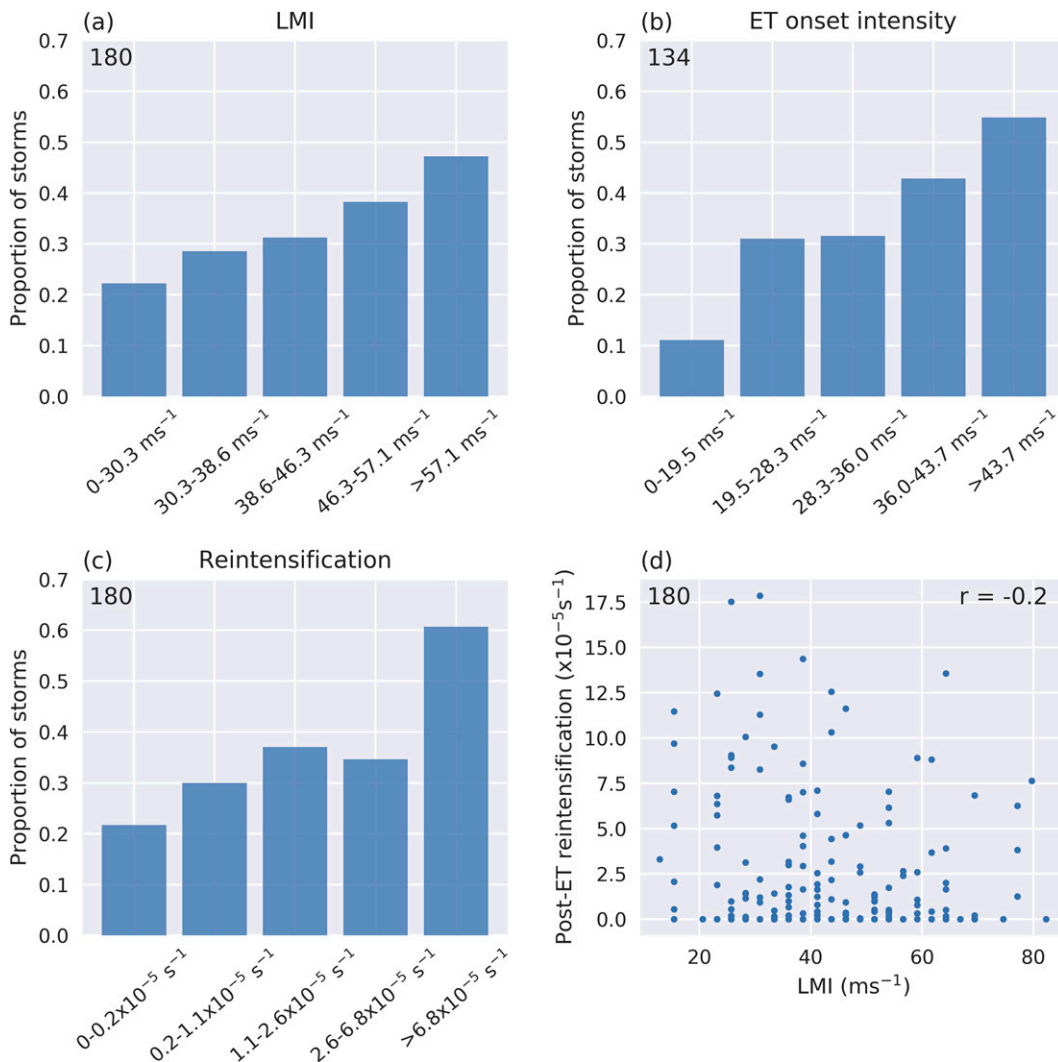 (a) LMI
180
Proportion of storms
0.7
0.6
0.5
0.4
0.3
0.2
0.1
0.0
0-30.3 ms⁻¹
30.3-38.6 ms⁻¹
38.6-46.3 ms⁻¹
46.3-57.1 ms⁻¹
>57.1 ms⁻¹
(b) ET onset intensity
134
Proportion of storms
0.7
0.6
0.5
0.4
0.3
0.2
0.1
0.0
0-19.5 ms⁻¹
19.5-28.3 ms⁻¹
28.3-36.0 ms⁻¹
36.0-43.7 ms⁻¹
>43.7 ms⁻¹
(c) Reintensification
180
Proportion of storms
0.7
0.6
0.5
0.4
0.3
0.2
0.1
0.0
0-0.2x10⁻⁵ s⁻¹
0.2-1.1x10⁻⁵ s⁻¹
1.1-2.6x10⁻⁵ s⁻¹
2.6-6.8x10⁻⁵ s⁻¹
>6.8x10⁻⁵ s⁻¹
(d)
180 r = -0.2
Post-ET reintensification (x10⁻⁵s⁻¹)
17.5
15.0
12.5
10.0
7.5
5.0
2.5
0.0
20 40 60 80
LMI (ms⁻¹)